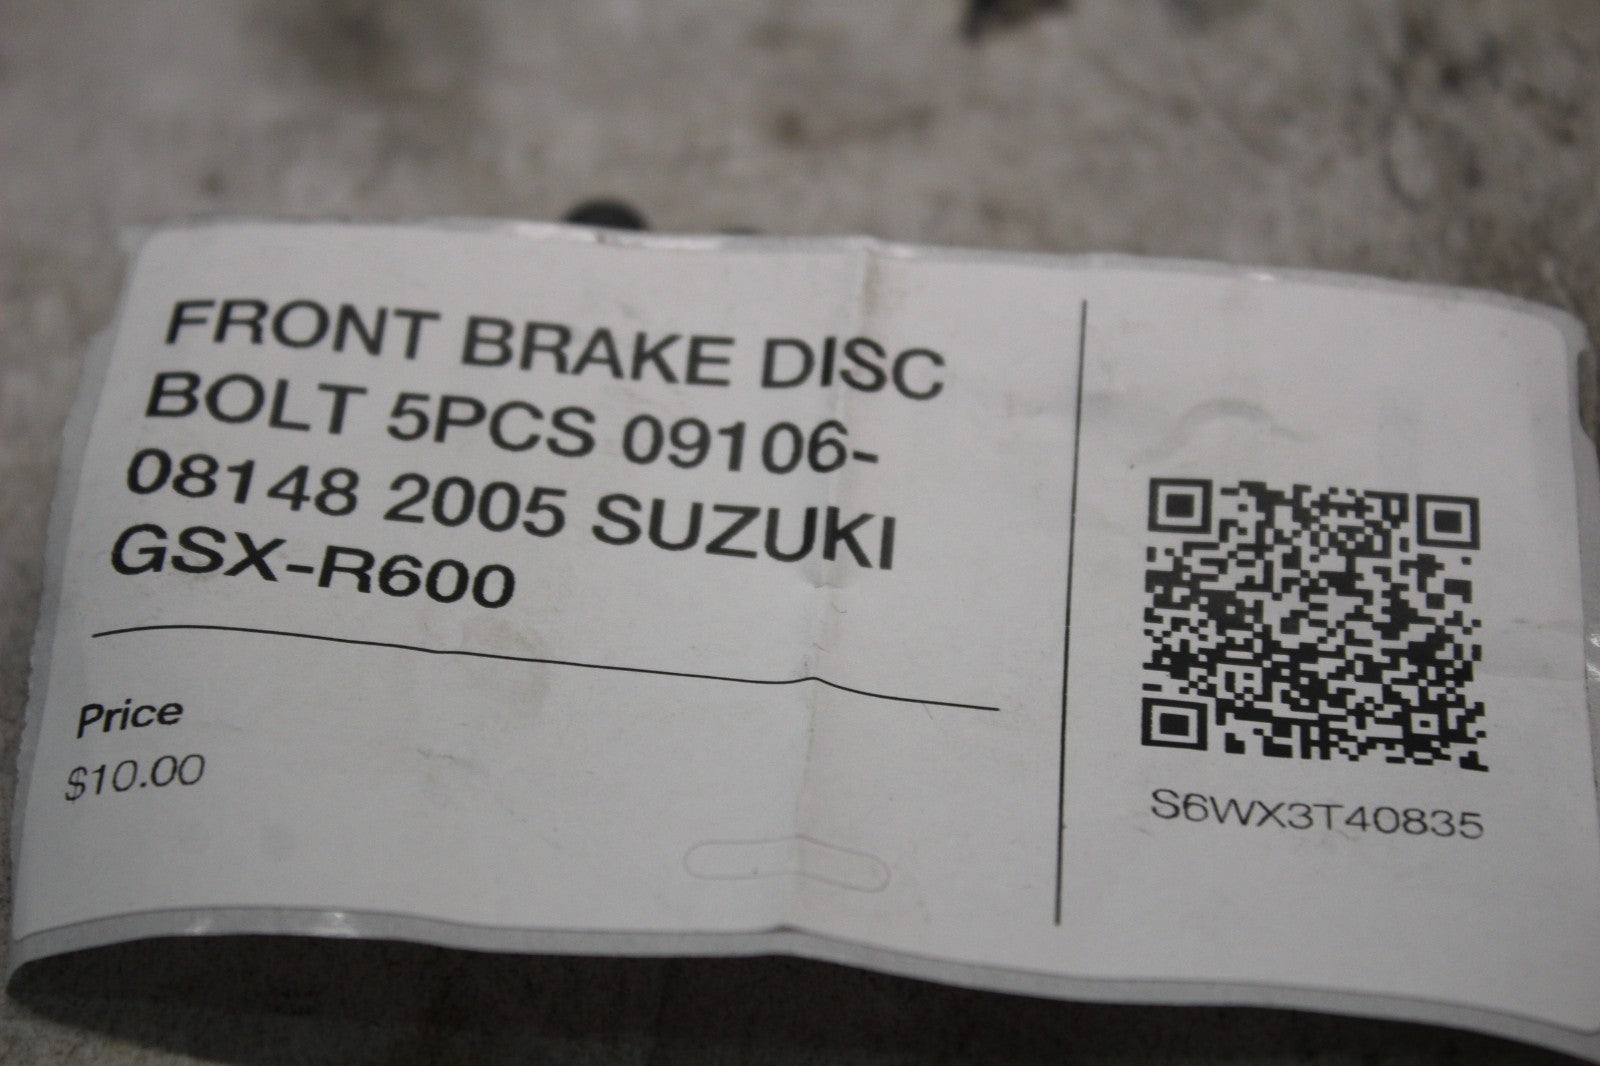 FRONT BRAKE DISC
BOLT 5PCS 09106-
08148 2005 SUZUKI
GSX-R600
Price
$10.00
S6WX3T40835